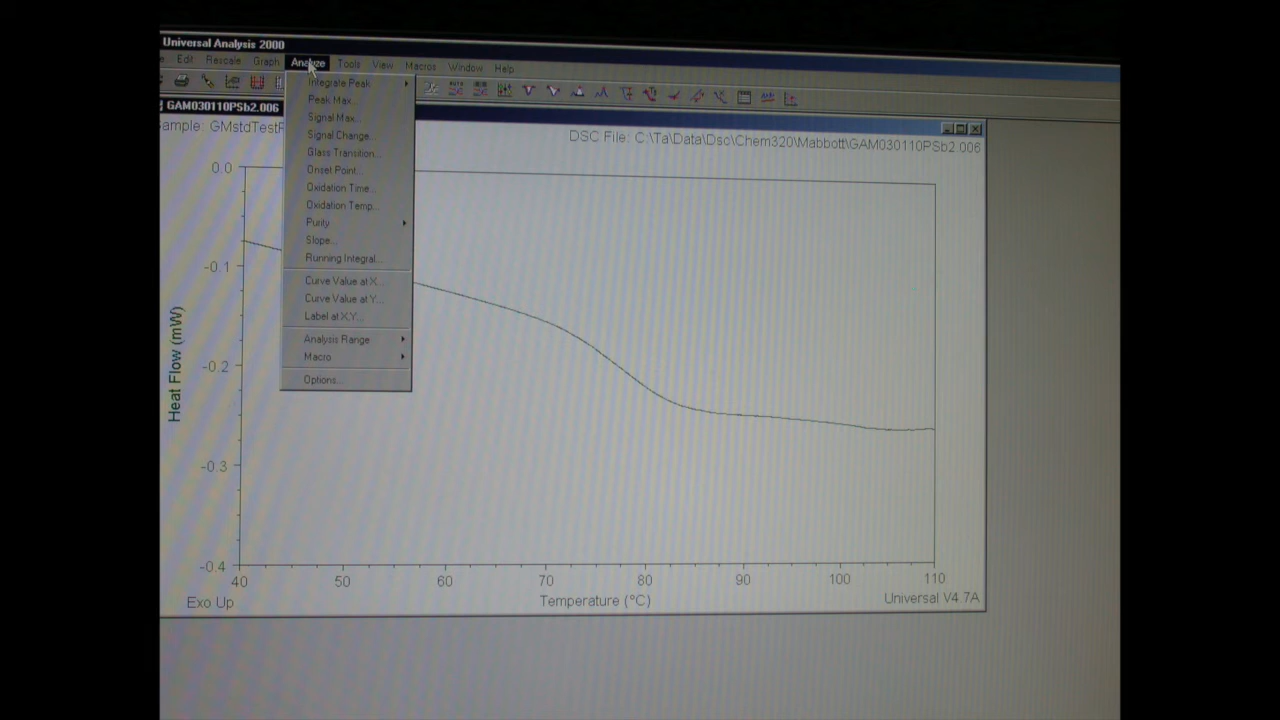 Universal Analysis 2000
Edit Rescale Graph Analyze Tools View Macros Window Help
GAM030110PSb2.006
ample: GMstdTest
DSC File: C:\Ta\Data\Dsc\Chem320\Mabbott\GAM030110PSb2.006
Integrate Peak
Peak Max...
Signal Max...
Signal Change...
Glass Transition...
Onset Point...
Oxidation Time...
Oxidation Temp...
Purity
Slope...
Running Integral...
Curve Value at X...
Curve Value at Y...
Label at X,Y...
Analysis Range
Macro
Options...
0.0
-0.1
-0.2
-0.3
-0.4
Heat Flow (mW)
40 50 60 70 80 90 100 110
Exo Up
Temperature (°C)
Universal V4.7A